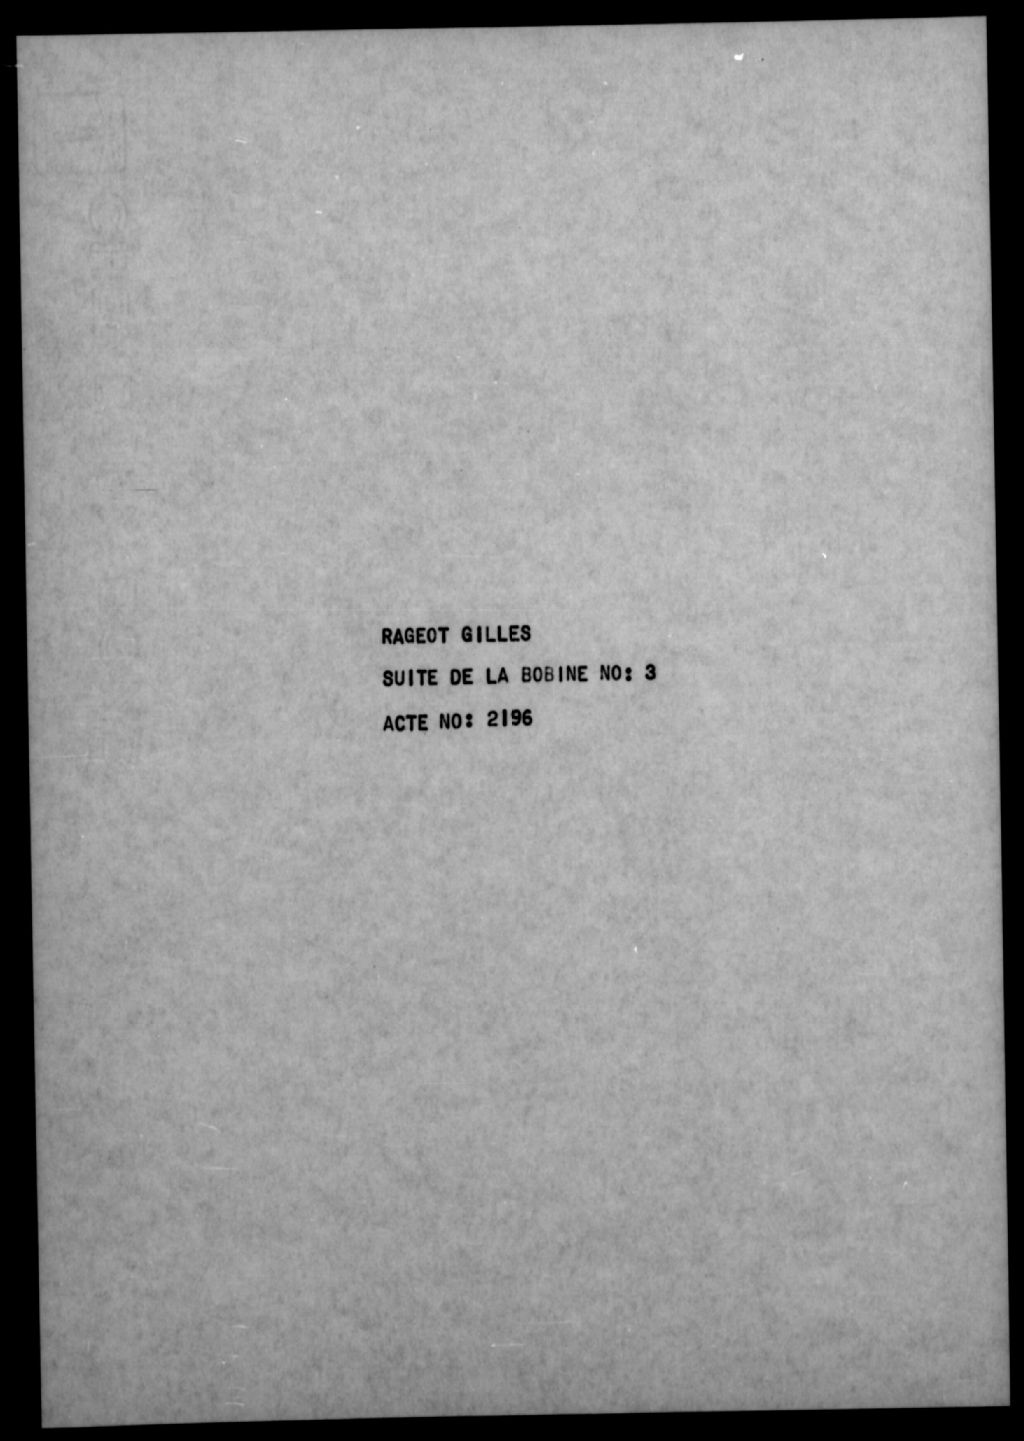 RAGEOT GILLES
SUITE DE LA BOBINE NO: 3
ACTE NO: 2196